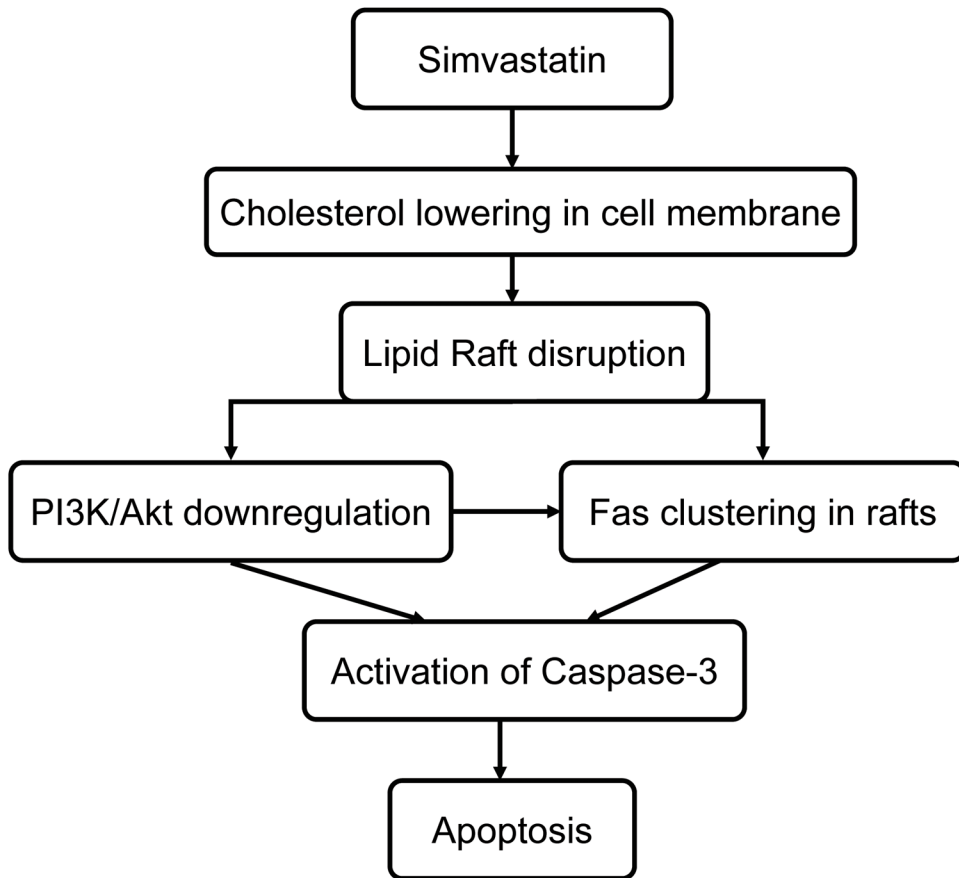 Simvastatin
Cholesterol lowering in cell membrane
Lipid Raft disruption
PI3K/Akt downregulation
Fas clustering in rafts
Activation of Caspase-3
Apoptosis